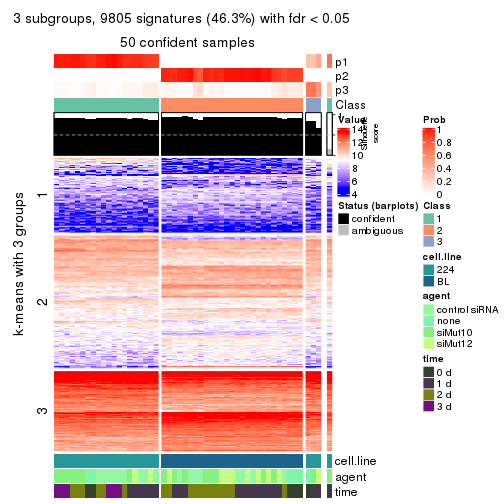 3 subgroups, 9805 signatures (46.3%) with fdr < 0.05
50 confident samples
p1
p2
p3
Class
1
Silhouette
score
k-means with 3 groups
1
2
3
cell.line
agent
time
Value
14
12
10
8
6
4
Status (barplots)
confident
ambiguous
Prob
1
0.8
0.6
0.4
0.2
0
Class
1
2
3
cell.line
224
BL
agent
control siRNA
none
siMut10
siMut12
time
0 d
1 d
2 d
3 d